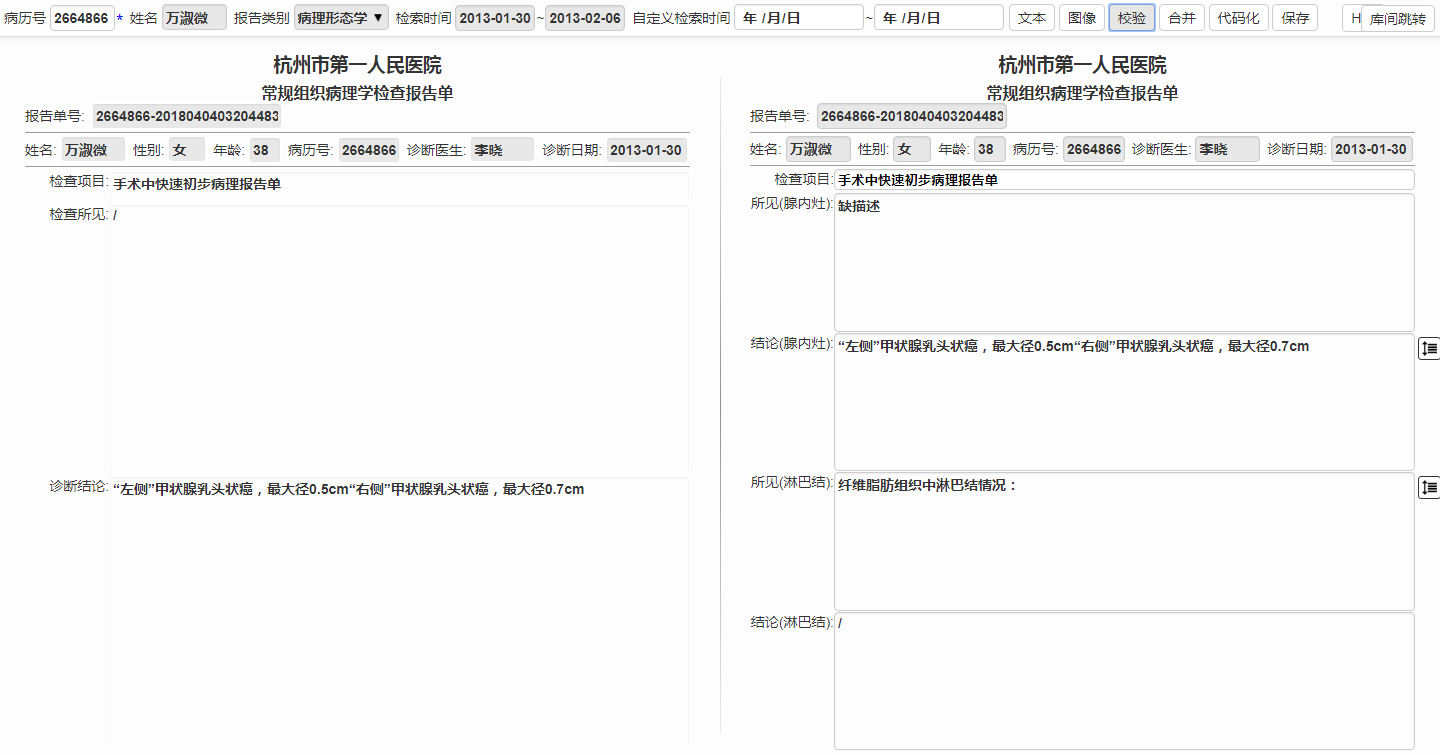 病历号 2664866 * 姓名 万淑微 报告类别 病理形态学 ▼ 检索时间 2013-01-30 ~ 2013-02-06 自定义检索时间 年 /月/日 ~ 年 /月/日 文本 图像 校验 合并 代码化 保存 H 库间跳转
杭州市第一人民医院
常规组织病理学检查报告单
报告单号: 2664866-2018040403204483
姓名: 万淑微 性别: 女 年龄: 38 病历号: 2664866 诊断医生: 李晓 诊断日期: 2013-01-30
检查项目: 手术中快速初步病理报告单
检查所见: /
诊断结论: “左侧”甲状腺乳头状癌，最大径0.5cm“右侧”甲状腺乳头状癌，最大径0.7cm
杭州市第一人民医院
常规组织病理学检查报告单
报告单号: 2664866-2018040403204483
姓名: 万淑微 性别: 女 年龄: 38 病历号: 2664866 诊断医生: 李晓 诊断日期: 2013-01-30
检查项目: 手术中快速初步病理报告单
所见(腺内灶): 缺描述
结论(腺内灶): “左侧”甲状腺乳头状癌，最大径0.5cm“右侧”甲状腺乳头状癌，最大径0.7cm
所见(淋巴结): 纤维脂肪组织中淋巴结情况：
结论(淋巴结): /